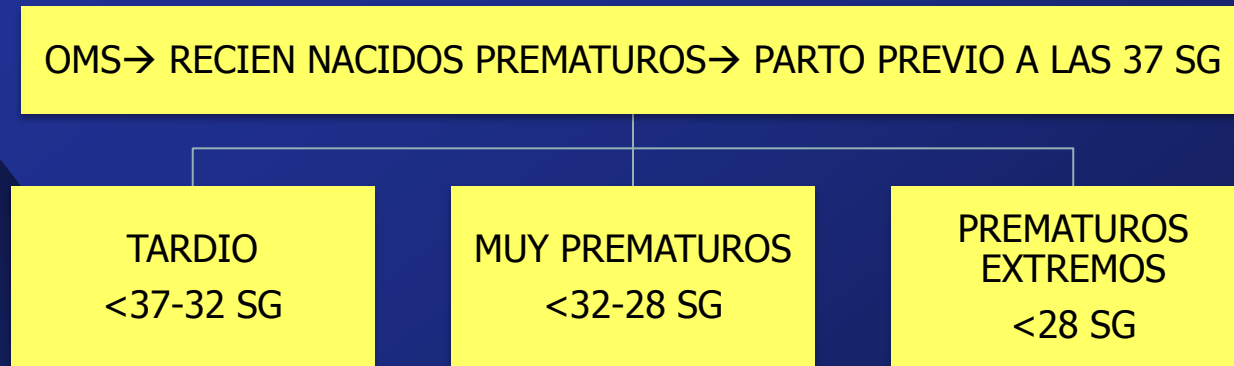 OMS→ RECIEN NACIDOS PREMATUROS→ PARTO PREVIO A LAS 37 SG
TARDIO
<37-32 SG
MUY PREMATUROS
<32-28 SG
PREMATUROS
EXTREMOS
<28 SG